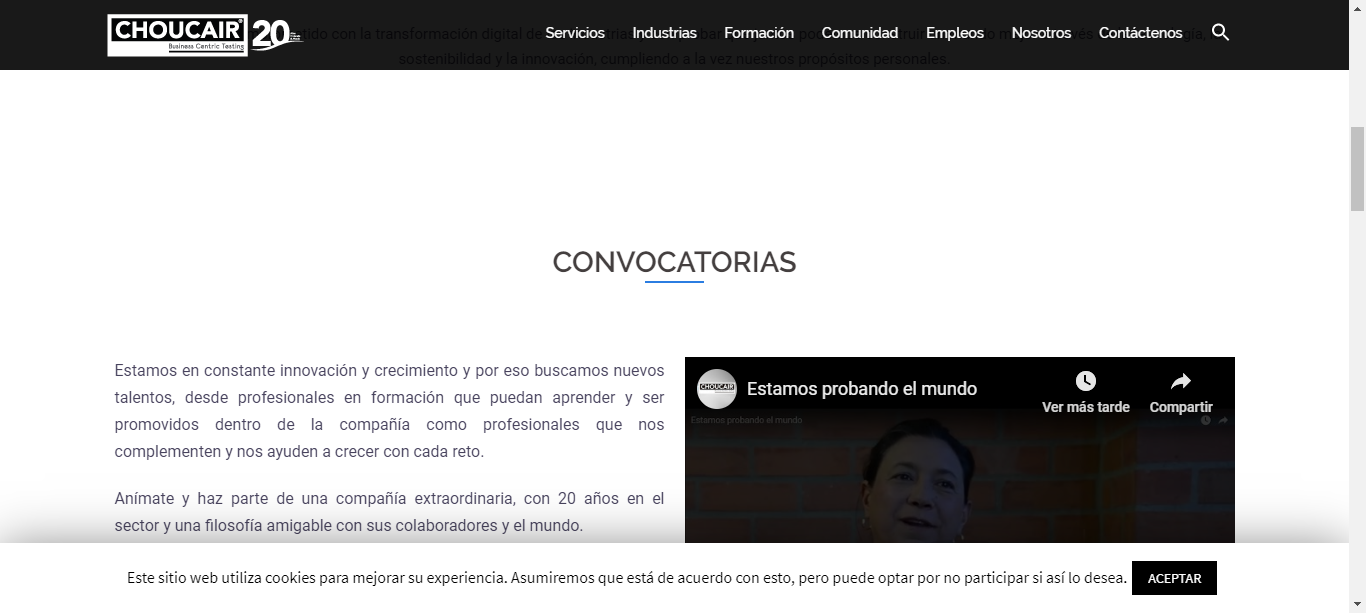 CHOUCAIR
Business Centric Testing
20
Servicios Industrias Formación Comunidad Empleos Nosotros Contáctenos
tido con la transformación digital de
sostenibilidad y la innovación, cumpliendo a la vez nuestros propósitos personales.
CONVOCATORIAS
Estamos en constante innovación y crecimiento y por eso buscamos nuevos
talentos, desde profesionales en formación que puedan aprender y ser
promovidos dentro de la compañía como profesionales que nos
complementen y nos ayuden a crecer con cada reto.
Anímate y haz parte de una compañía extraordinaria, con 20 años en el
sector y una filosofía amigable con sus colaboradores y el mundo.
CHOUCAIR
Estamos probando el mundo
Ver más tarde Compartir
Estamos probando el mundo
Este sitio web utiliza cookies para mejorar su experiencia. Asumiremos que está de acuerdo con esto, pero puede optar por no participar si así lo desea. ACEPTAR